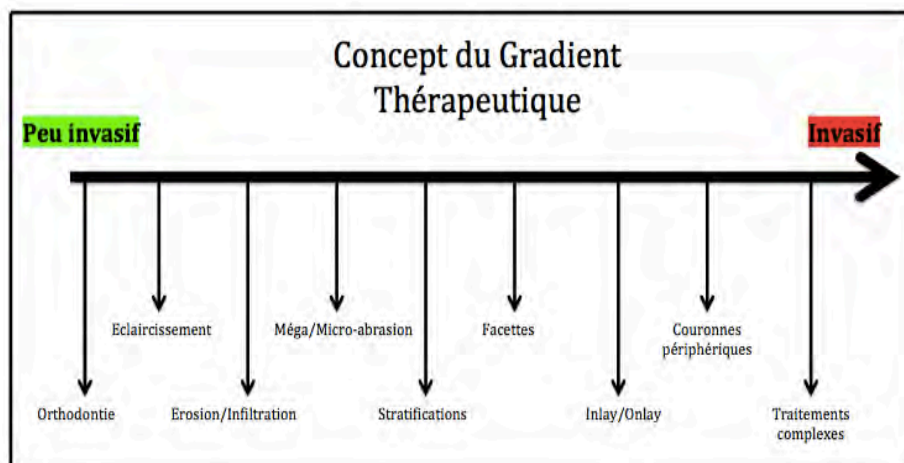 Concept du Gradient
Thérapeutique
Peu invasif
Invasif
Eclaircissement
Méga/Micro-abrasion
Facettes
Couronnes
périphériques
Orthodontie
Erosion/Infiltration
Stratifications
Inlay/Onlay
Traitements
complexes